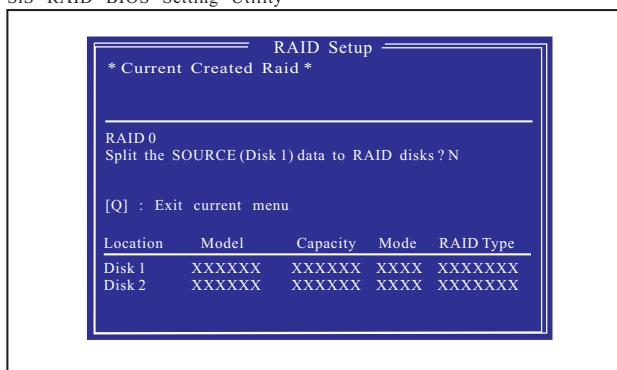 SiS RAID BIOS Setting Utility
RAID Setup
* Current Created Raid *
RAID 0
Split the SOURCE (Disk 1) data to RAID disks ? N
[Q] : Exit current menu
Location Model Capacity Mode RAID Type
Disk 1 XXXXXX XXXXXX XXXX XXXXXXX
Disk 2 XXXXXX XXXXXX XXXX XXXXXXX